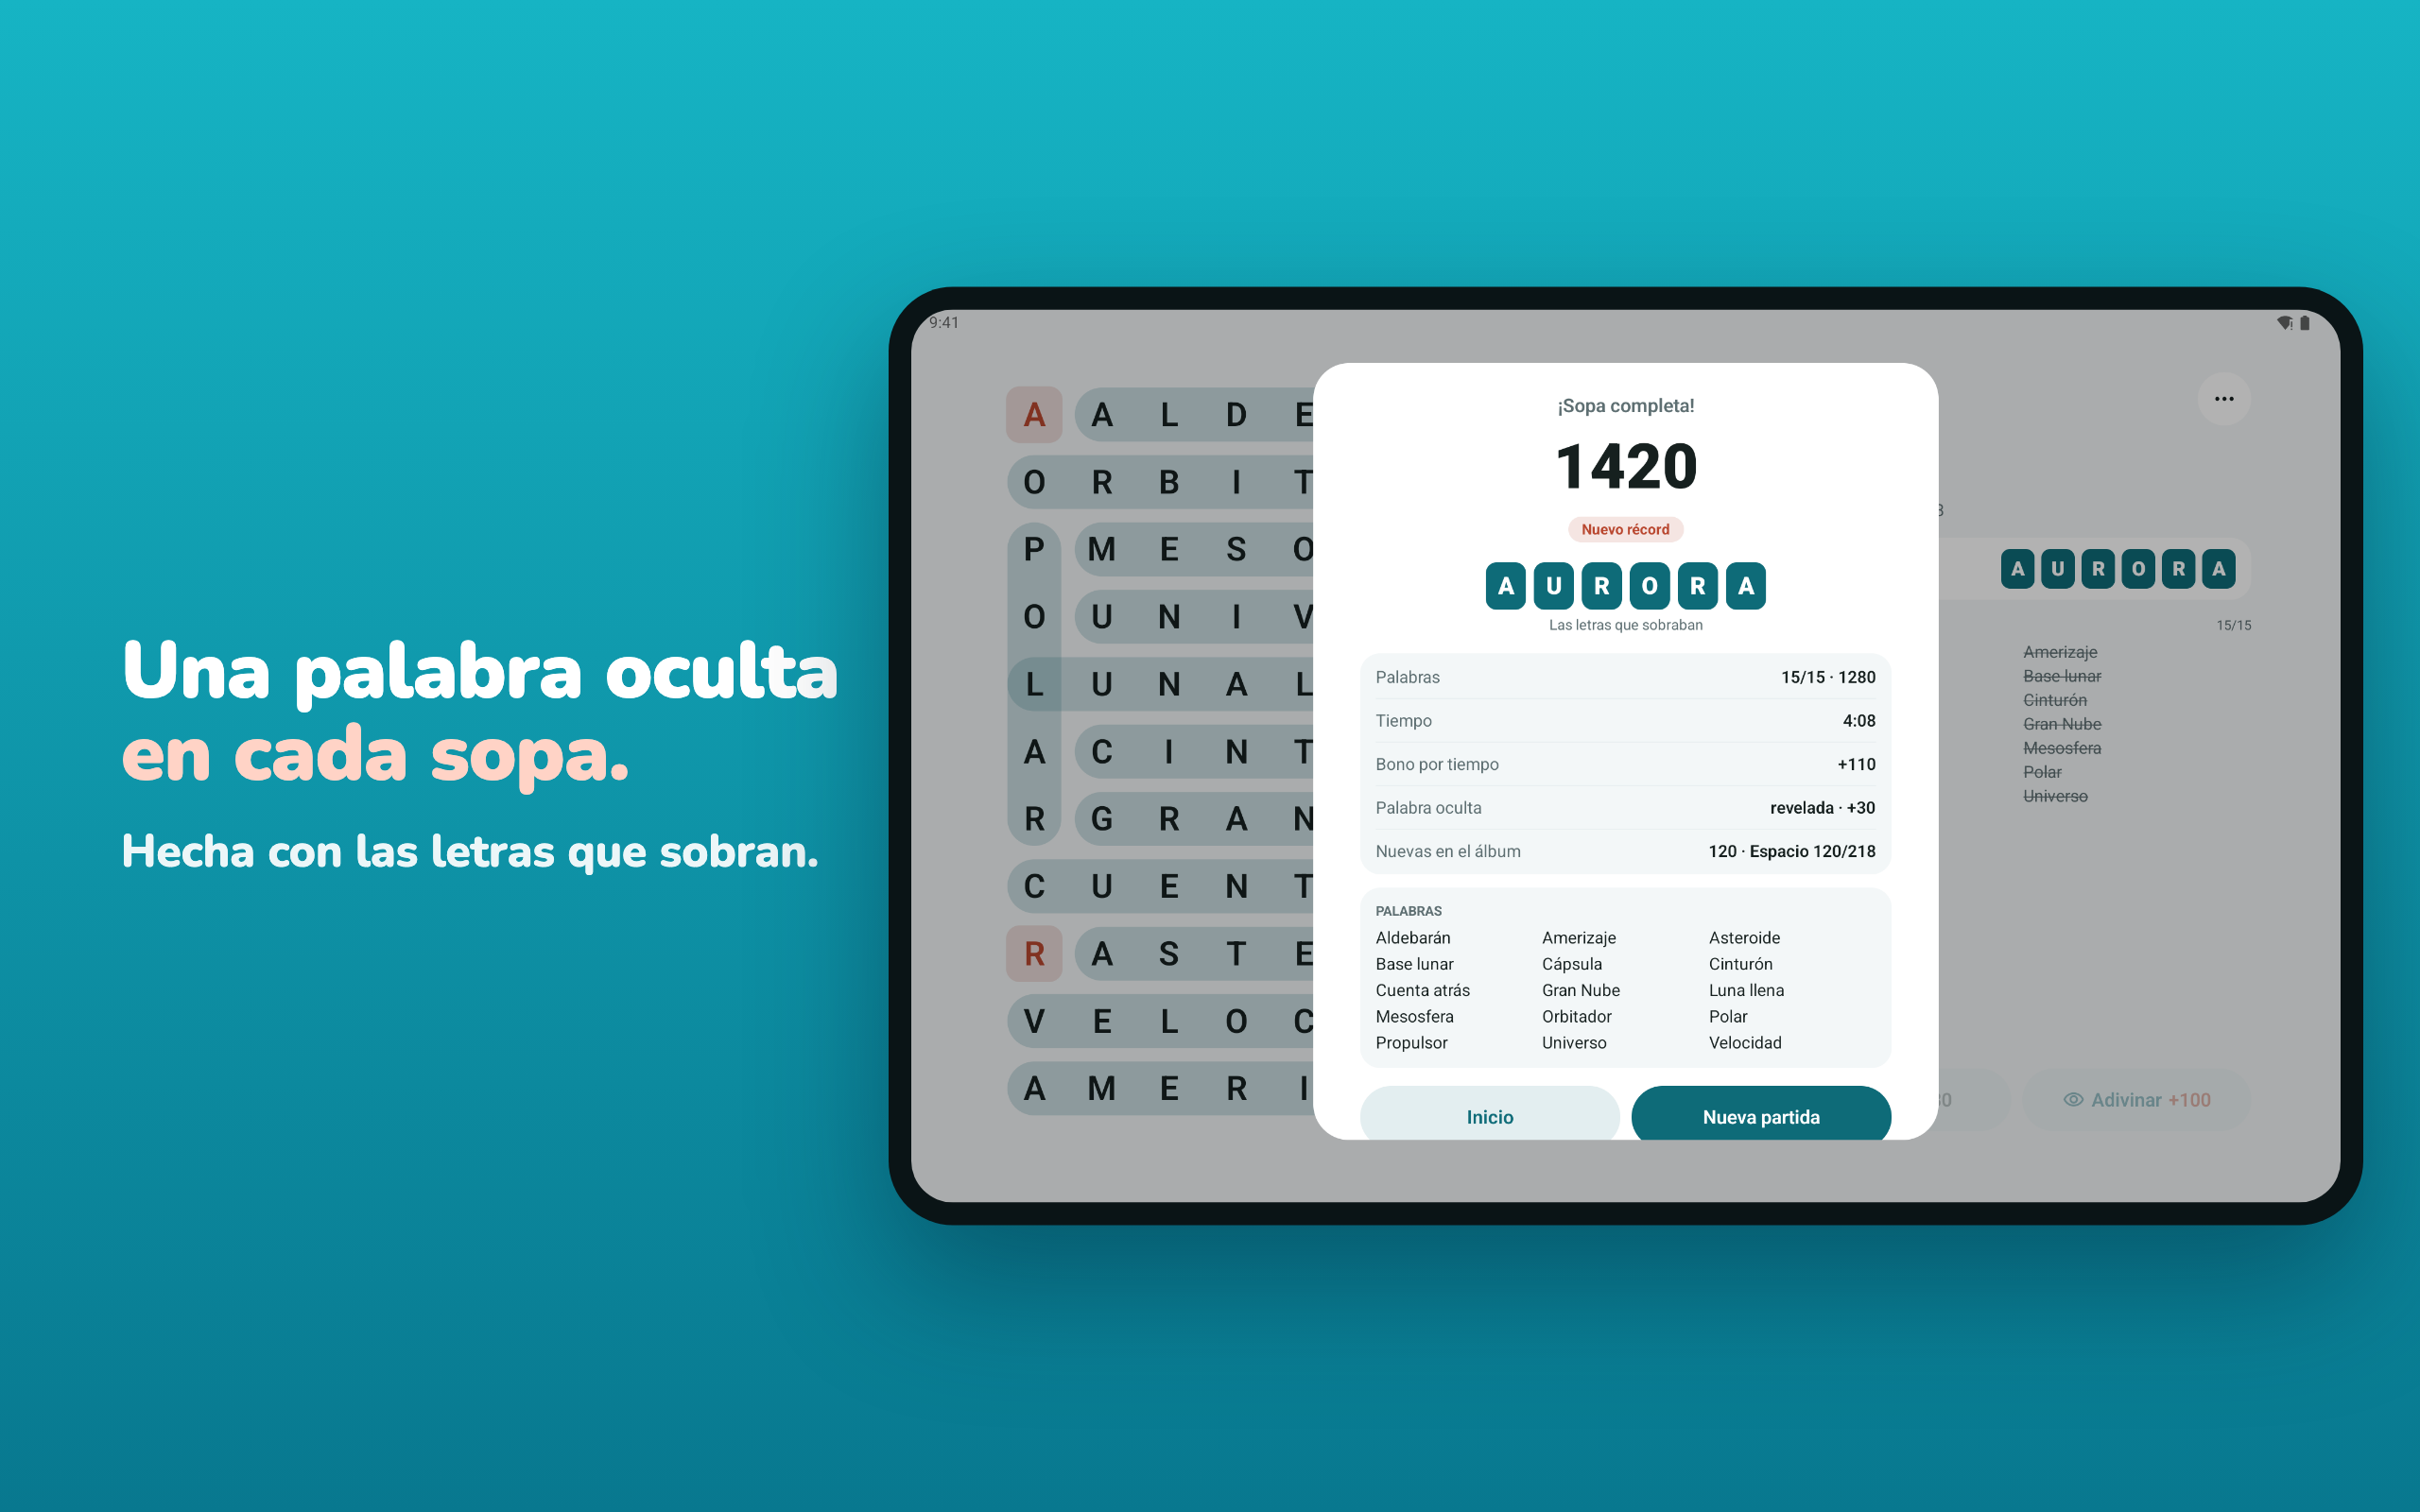 Una palabra oculta
en cada sopa.
Hecha con las letras que sobran.
9:41
A A L D E
O R B I T
P M E S O
O U N I V
L U N A L
A C I N T
R G R A N
C U E N T
R A S T E
V E L O C
A M E R I
¡Sopa completa!
1420
Nuevo récord
A U R O R A
Las letras que sobraban
Palabras 15/15 · 1280
Tiempo 4:08
Bono por tiempo +110
Palabra oculta revelada · +30
Nuevas en el álbum 120 · Espacio 120/218
PALABRAS
Aldebarán Amerizaje Asteroide
Base lunar Cápsula Cinturón
Cuenta atrás Gran Nube Luna llena
Mesosfera Orbitador Polar
Propulsor Universo Velocidad
Inicio Nueva partida
A U R O R A
15/15
Amerizaje
Base lunar
Cinturón
Gran Nube
Mesosfera
Polar
Universo
Adivinar +100